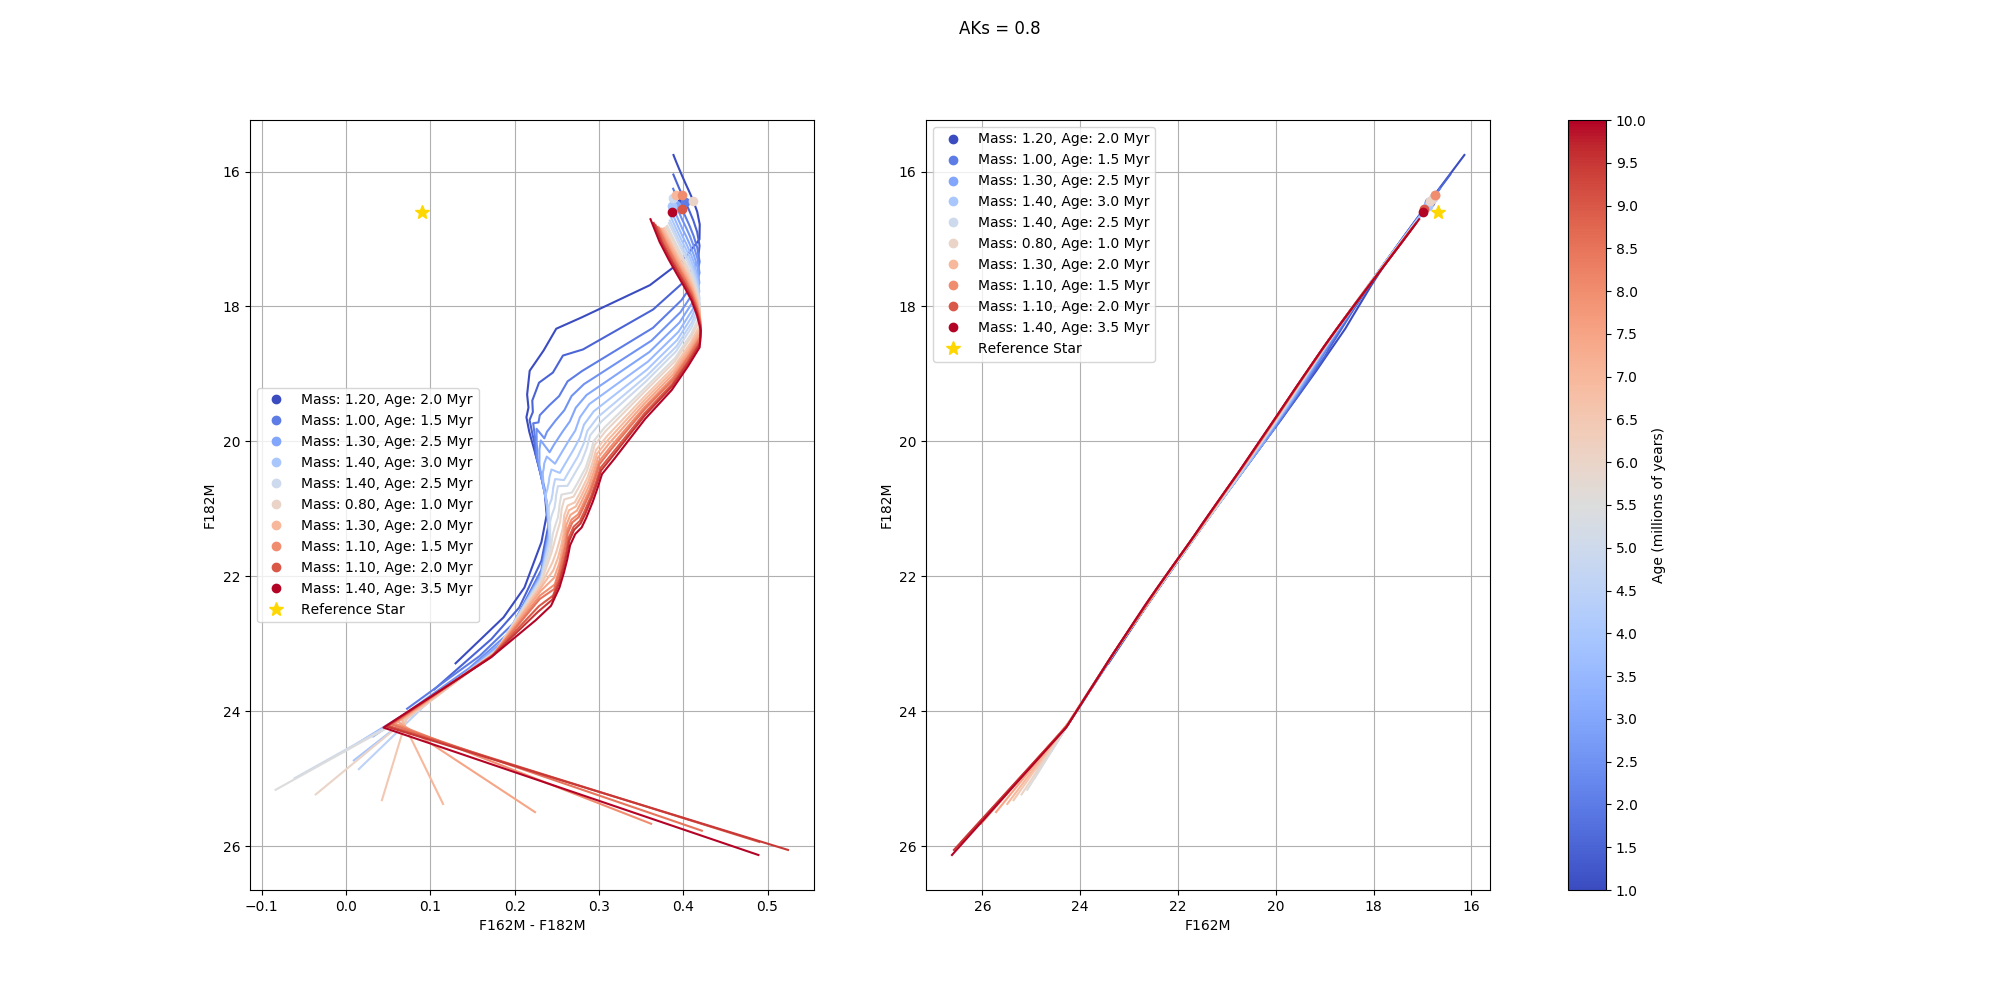 AKs = 0.8
16
18
20
22
24
26
F182M
−0.1
0.0
0.1
0.2
0.3
0.4
0.5
F162M - F182M
Mass: 1.20, Age: 2.0 Myr
Mass: 1.00, Age: 1.5 Myr
Mass: 1.30, Age: 2.5 Myr
Mass: 1.40, Age: 3.0 Myr
Mass: 1.40, Age: 2.5 Myr
Mass: 0.80, Age: 1.0 Myr
Mass: 1.30, Age: 2.0 Myr
Mass: 1.10, Age: 1.5 Myr
Mass: 1.10, Age: 2.0 Myr
Mass: 1.40, Age: 3.5 Myr
Reference Star
16
18
20
22
24
26
F182M
26
24
22
20
18
16
F162M
Mass: 1.20, Age: 2.0 Myr
Mass: 1.00, Age: 1.5 Myr
Mass: 1.30, Age: 2.5 Myr
Mass: 1.40, Age: 3.0 Myr
Mass: 1.40, Age: 2.5 Myr
Mass: 0.80, Age: 1.0 Myr
Mass: 1.30, Age: 2.0 Myr
Mass: 1.10, Age: 1.5 Myr
Mass: 1.10, Age: 2.0 Myr
Mass: 1.40, Age: 3.5 Myr
Reference Star
10.0
9.5
9.0
8.5
8.0
7.5
7.0
6.5
6.0
5.5
5.0
4.5
4.0
3.5
3.0
2.5
2.0
1.5
1.0
Age (millions of years)